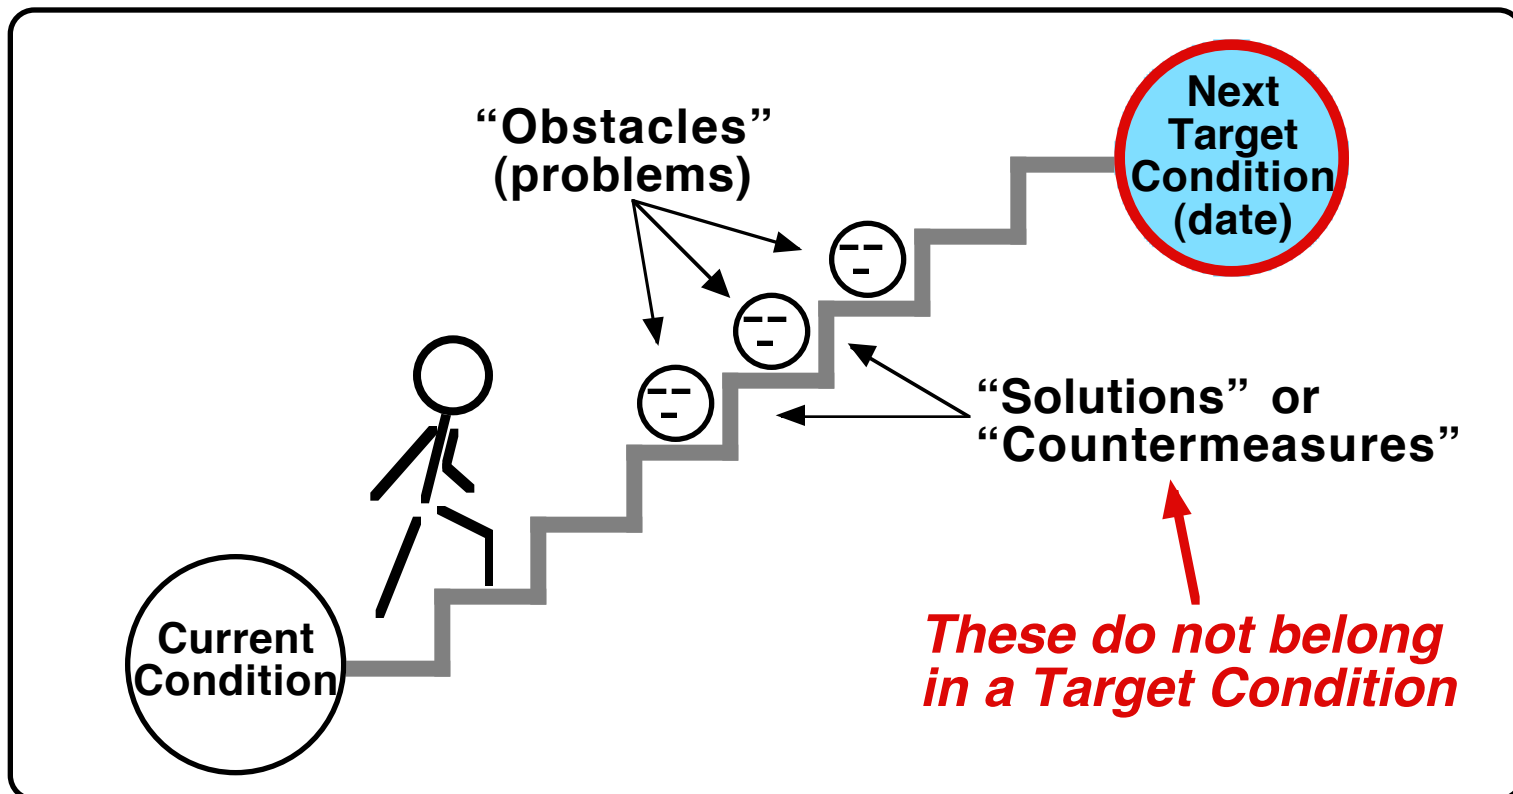 “Obstacles”
(problems)
Next
Target
Condition
(date)
“Solutions” or
“Countermeasures”
Current
Condition
These do not belong
in a Target Condition